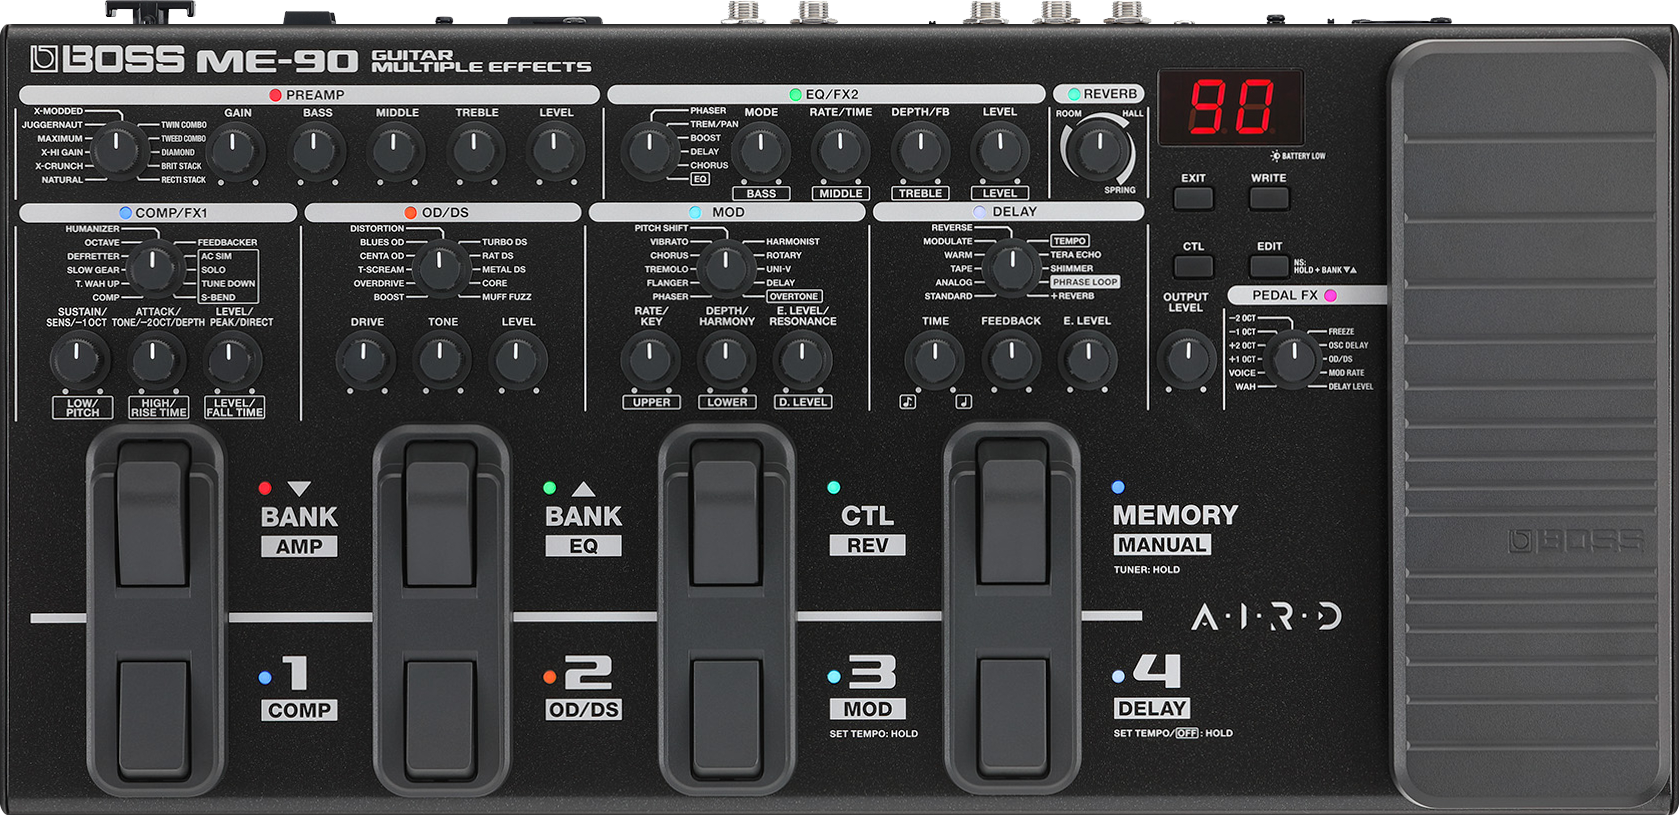 BOSS ME-90 GUITAR
MULTIPLE EFFECTS
PREAMP
X-MODDED
JUGGERNAUT
MAXIMUM
X-HI GAIN
X-CRUNCH
NATURAL
TWIN COMBO
TWEED COMBO
DIAMOND
BRIT STACK
RECTI STACK
GAIN
BASS
MIDDLE
TREBLE
LEVEL
EQ/FX2
PHASER
TREM/PAN
BOOST
DELAY
CHORUS
EQ
MODE
RATE/TIME
DEPTH/FB
LEVEL
BASS
MIDDLE
TREBLE
LEVEL
REVERB
ROOM
HALL
SPRING
90
BATTERY LOW
EXIT
WRITE
CTL
EDIT
NS:
HOLD + BANK ▼▲
COMP/FX1
HUMANIZER
OCTAVE
DEFRETTER
SLOW GEAR
T. WAH UP
COMP
FEEDBACKER
AC SIM
SOLO
TUNE DOWN
S-BEND
SUSTAIN/
SENS/-1OCT
ATTACK/
TONE/-2OCT/DEPTH
LEVEL/
PEAK/DIRECT
LOW/
PITCH
HIGH/
RISE TIME
LEVEL/
FALL TIME
OD/DS
DISTORTION
BLUES OD
CENTA OD
T-SCREAM
OVERDRIVE
BOOST
TURBO DS
RAT DS
METAL DS
CORE
MUFF FUZZ
DRIVE
TONE
LEVEL
MOD
PITCH SHIFT
VIBRATO
CHORUS
TREMOLO
FLANGER
PHASER
HARMONIST
ROTARY
UNI-V
DELAY
OVERTONE
RATE/
KEY
DEPTH/
HARMONY
E. LEVEL/
RESONANCE
UPPER
LOWER
D. LEVEL
DELAY
REVERSE
MODULATE
WARM
TAPE
ANALOG
STANDARD
TEMPO
TERA ECHO
SHIMMER
PHRASE LOOP
+REVERB
TIME
FEEDBACK
E. LEVEL
OUTPUT
LEVEL
PEDAL FX
-2 OCT
-1 OCT
+2 OCT
+1 OCT
VOICE
WAH
FREEZE
OSC DELAY
OD/DS
MOD RATE
DELAY LEVEL
▼
BANK
AMP
▲
BANK
EQ
CTL
REV
MEMORY
MANUAL
TUNER: HOLD
BOSS
A·I·R·D
1
COMP
2
OD/DS
3
MOD
SET TEMPO: HOLD
4
DELAY
SET TEMPO/OFF: HOLD